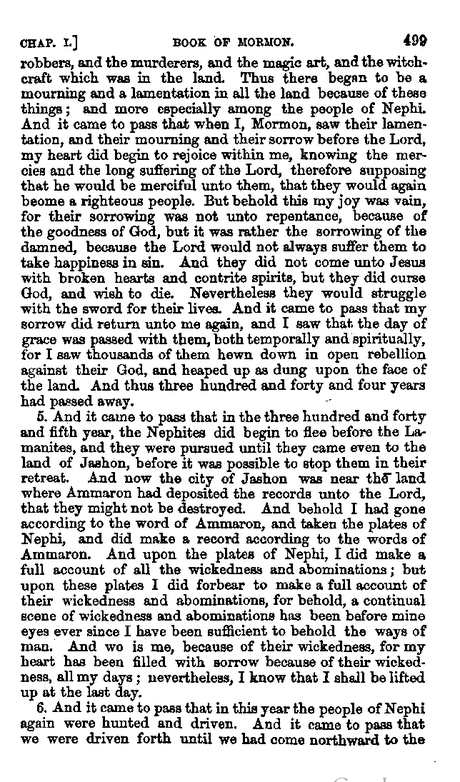 CHAP. I.] BOOK OF MORMON. 499
robbers, and the murderers, and the magic art, and the witch-
craft which was in the land. Thus there began to be a
mourning and a lamentation in all the land because of these
things; and more especially among the people of Nephi.
And it came to pass that when I, Mormon, saw their lamen-
tation, and their mourning and their sorrow before the Lord,
my heart did begin to rejoice within me, knowing the mer-
cies and the long suffering of the Lord, therefore supposing
that he would be merciful unto them, that they would again
beome a righteous people. But behold this my joy was vain,
for their sorrowing was not unto repentance, because of
the goodness of God, but it was rather the sorrowing of the
damned, because the Lord would not always suffer them to
take happiness in sin. And they did not come unto Jesus
with broken hearts and contrite spirits, but they did curse
God, and wish to die. Nevertheless they would struggle
with the sword for their lives. And it came to pass that my
sorrow did return unto me again, and I saw that the day of
grace was passed with them, both temporally and spiritually,
for I saw thousands of them hewn down in open rebellion
against their God, and heaped up as dung upon the face of
the land. And thus three hundred and forty and four years
had passed away.
5. And it came to pass that in the three hundred and forty
and fifth year, the Nephites did begin to flee before the La-
manites, and they were pursued until they came even to the
land of Jashon, before it was possible to stop them in their
retreat. And now the city of Jashon was near the land
where Ammaron had deposited the records unto the Lord,
that they might not be destroyed. And behold I had gone
according to the word of Ammaron, and taken the plates of
Nephi, and did make a record according to the words of
Ammaron. And upon the plates of Nephi, I did make a
full account of all the wickedness and abominations; but
upon these plates I did forbear to make a full account of
their wickedness and abominations, for behold, a continual
scene of wickedness and abominations has been before mine
eyes ever since I have been sufficient to behold the ways of
man. And wo is me, because of their wickedness, for my
heart has been filled with sorrow because of their wicked-
ness, all my days; nevertheless, I know that I shall be lifted
up at the last day.
6. And it came to pass that in this year the people of Nephi
again were hunted and driven. And it came to pass that
we were driven forth until we had come northward to the